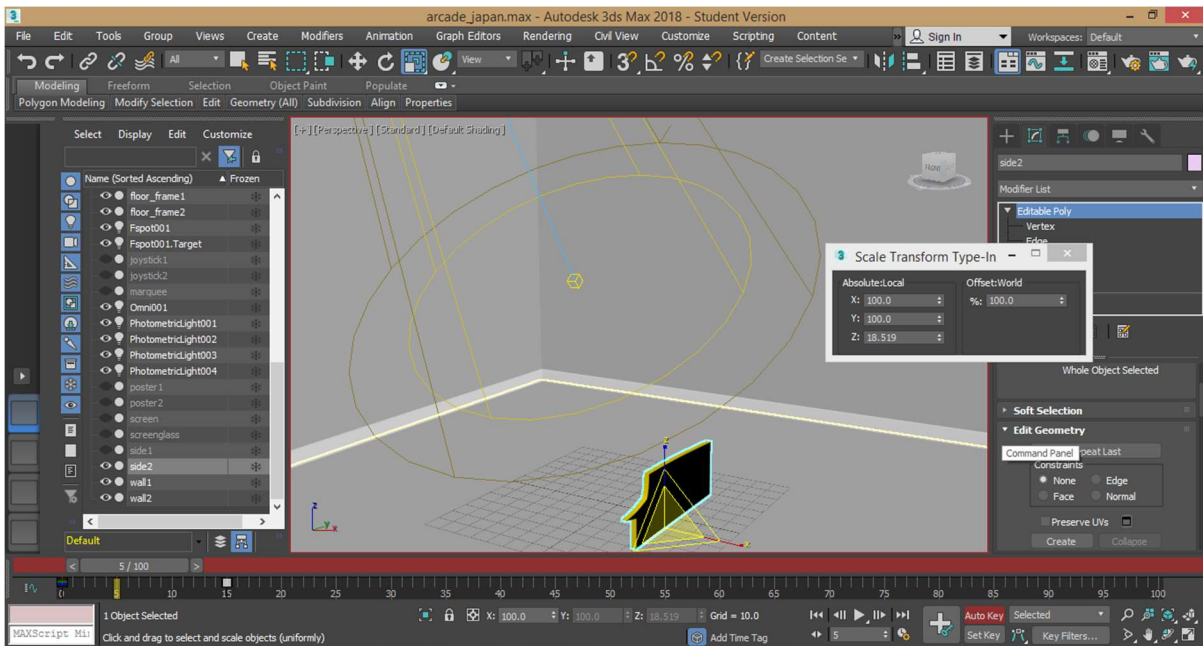 3
arcade_japan.max - Autodesk 3ds Max 2018 - Student Version
File Edit Tools Group Views Create Modifiers Animation Graph Editors Rendering Civil View Customize Scripting Content » Sign In Workspaces: Default
All View Create Selection Se
Modeling Freeform Selection Object Paint Populate
Polygon Modeling Modify Selection Edit Geometry (All) Subdivision Align Properties
Select Display Edit Customize
Name (Sorted Ascending) Frozen
floor_frame1
floor_frame2
Fspot001
Fspot001.Target
joystick1
joystick2
marquee
Omni001
PhotometricLight001
PhotometricLight002
PhotometricLight003
PhotometricLight004
poster1
poster2
screen
screenglass
side1
side2
wall1
wall2
Default
[+] [Perspective] [Standard] [Default Shading]
z
x
z
y x
side2
Modifier List
Editable Poly
Vertex
Edge
3 Scale Transform Type-In
Absolute:Local Offset:World
X: 100.0 %: 100.0
Y: 100.0
Z: 18.519
Whole Object Selected
Soft Selection
Edit Geometry
Command Panel peat Last
Constraints
None Edge
Face Normal
Preserve UVs
Create Collapse
< 5 / 100 >
0 5 10 15 20 25 30 35 40 45 50 55 60 65 70 75 80 85 90 95 100
1 Object Selected X: 100.0 Y: 100.0 Z: 18.519 Grid = 10.0 Auto Key Selected
MAXScript Mi: Click and drag to select and scale objects (uniformly) Add Time Tag 5 Set Key Key Filters...